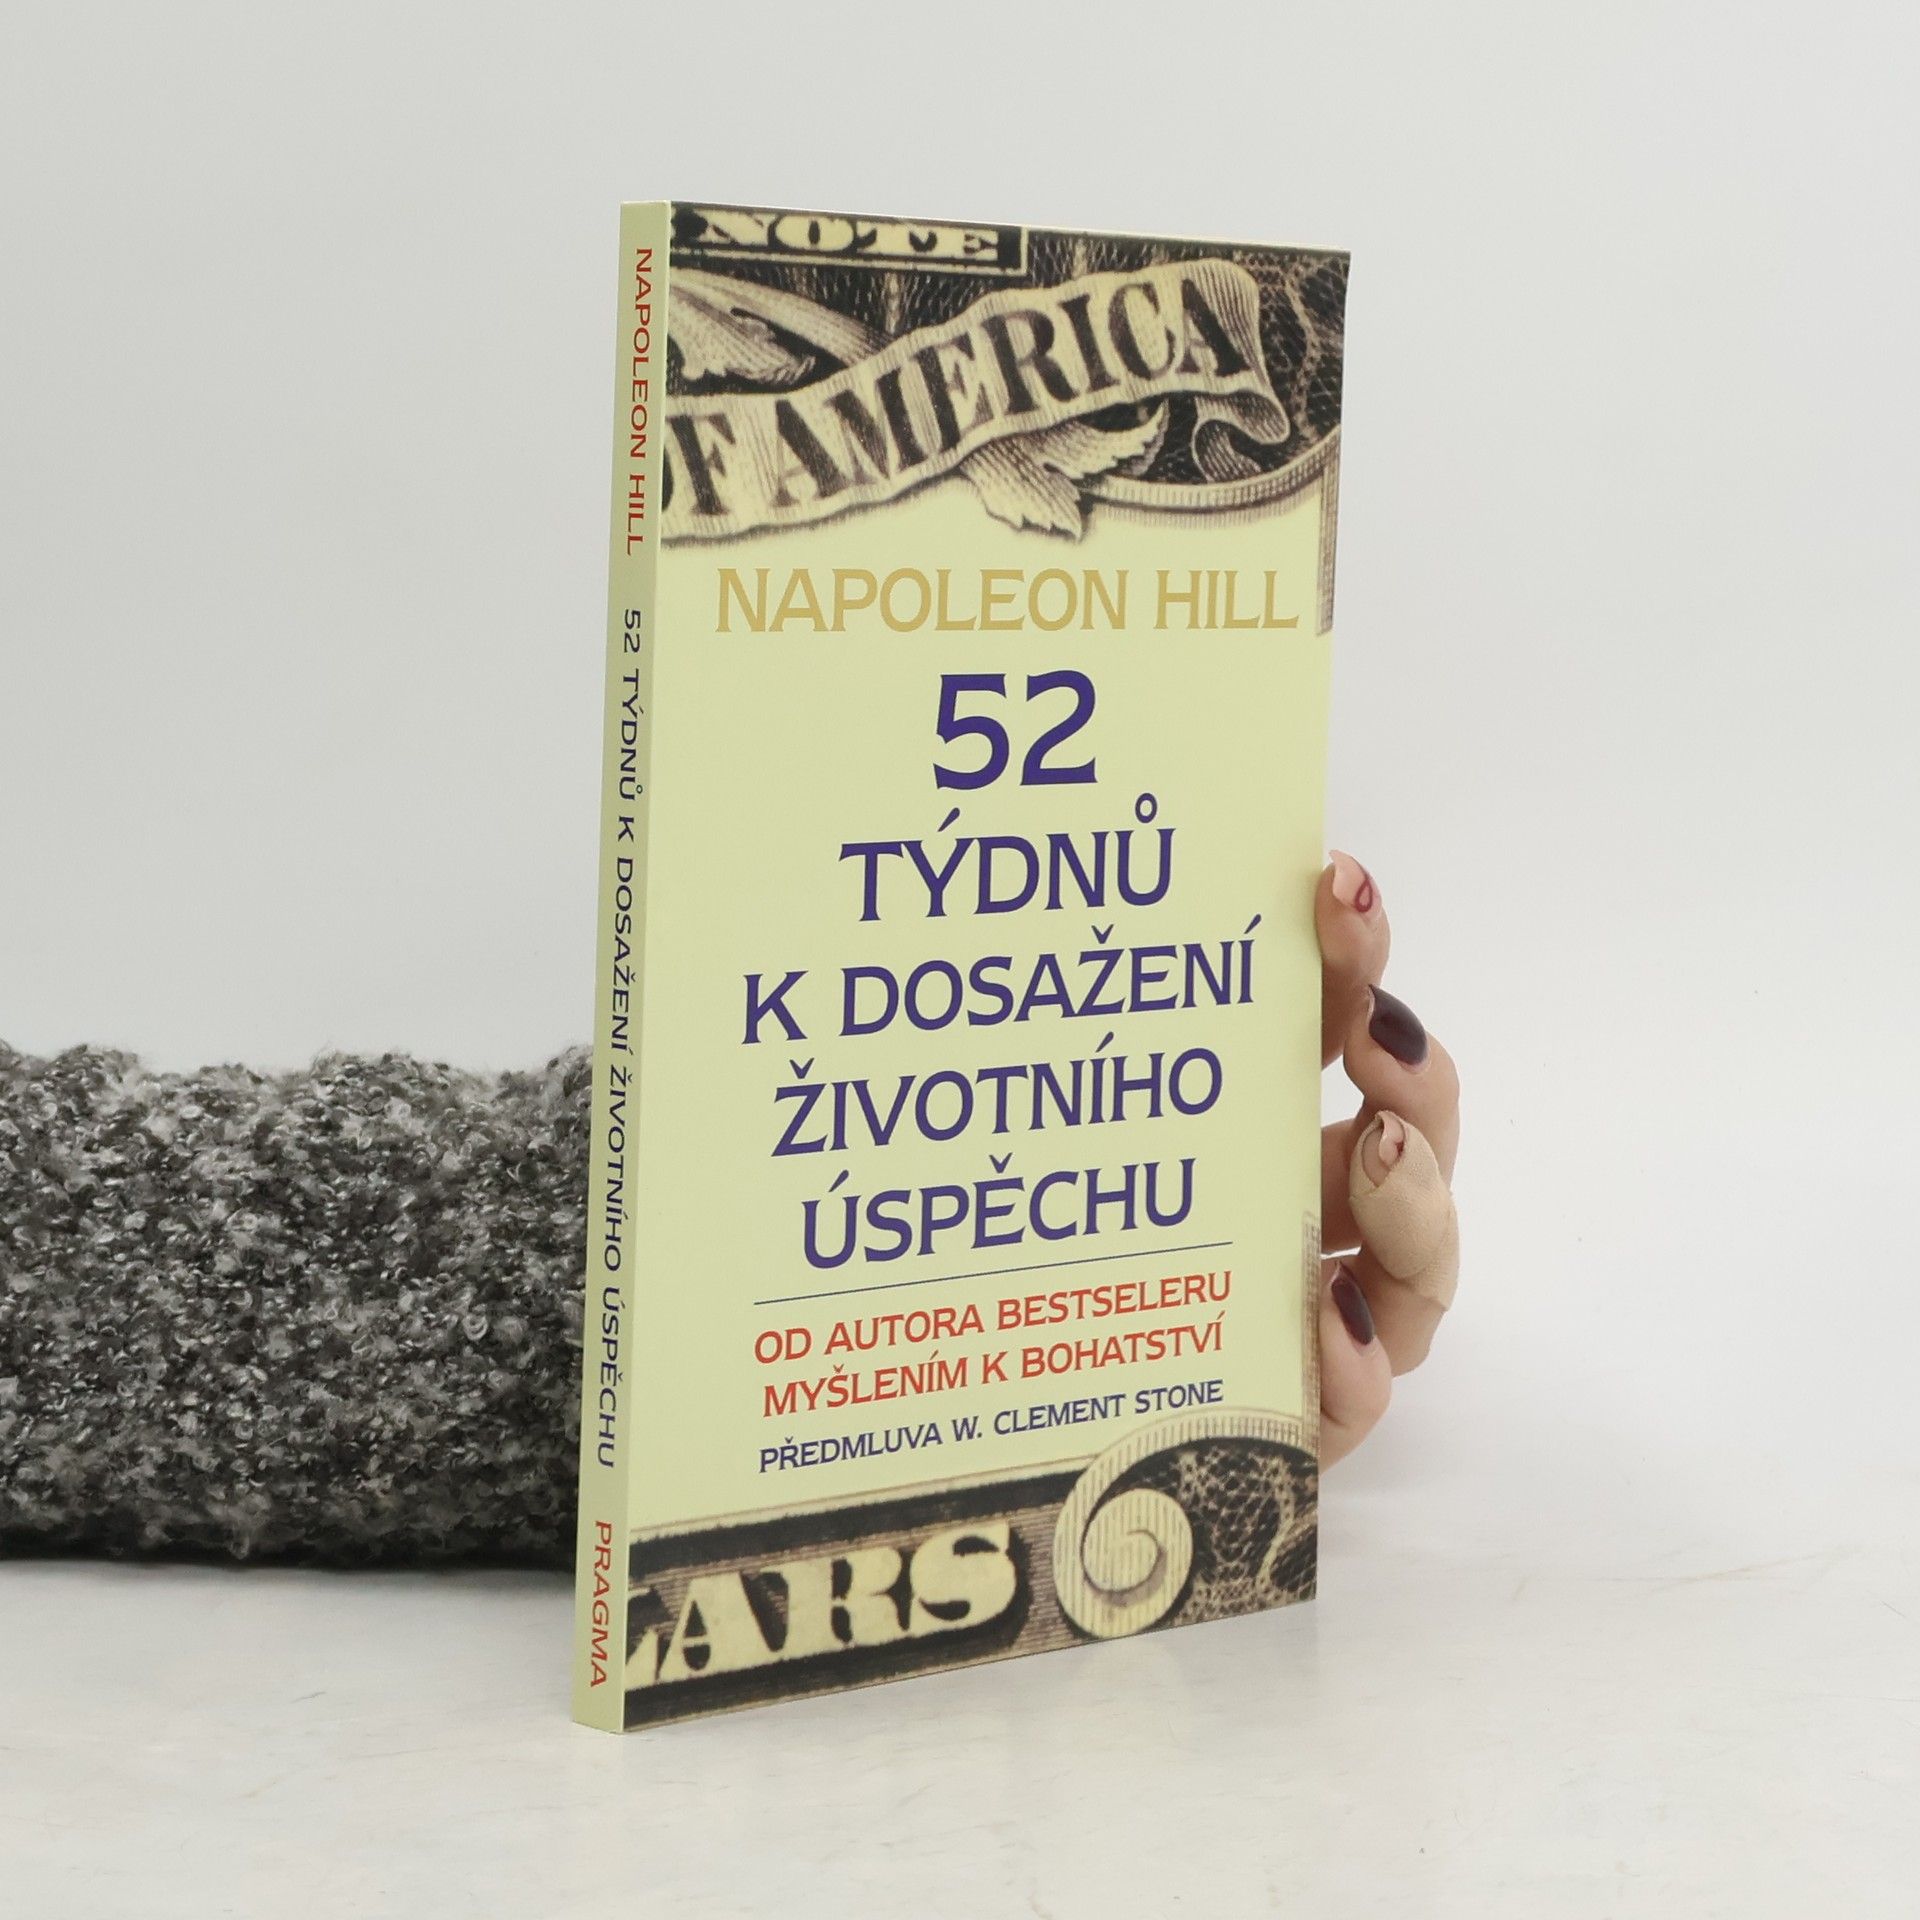 NAPOLEON HILL 52 TÝDNŮ K DOSAŽENÍ ŽIVOTNÍHO ÚSPĚCHU PRAGMA
NOTE
OF AMERICA
NAPOLEON HILL
52
TÝDNŮ
K DOSAŽENÍ
ŽIVOTNÍHO
ÚSPĚCHU
OD AUTORA BESTSELERU
MYŠLENÍM K BOHATSTVÍ
PŘEDMLUVA W. CLEMENT STONE
LARS